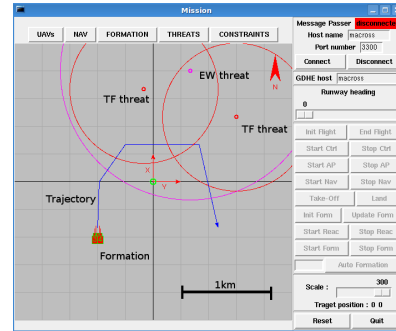 Mission
UAVs NAV FORMATION THREATS CONSTRAINTS
EW threat
TF threat
N
TF threat
X
Y
Trajectory
Formation
1km
Message Passer disconnecte
Host name macross
Port number 3300
Connect Disconnect
GDHE host macross
Runway heading
0
Init Flight End Flight
Start Ctrl Stop Ctrl
Start AP Stop AP
Start Nav Stop Nav
Take-Off Land
Init Form Update Form
Start Reac Stop Reac
Start Form Stop Form
Auto Formation
300
Scale :
Traget position : 0 0
Reset Quit